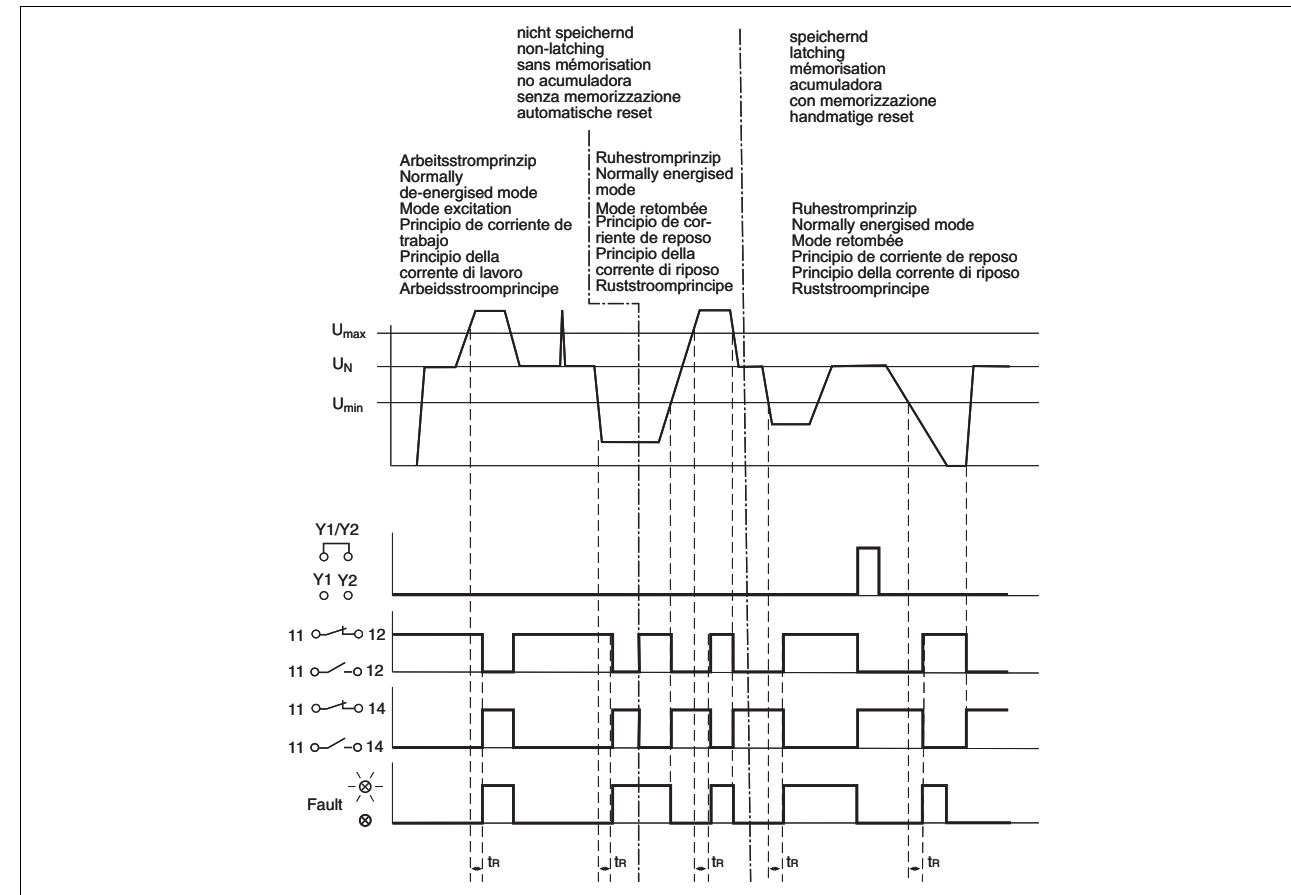 nicht speichernd
non-latching
sans mémorisation
no acumuladora
senza memorizzazione
automatische reset
speichernd
latching
mémorisation
acumuladora
con memorizzazione
handmatige reset
Arbeitsstromprinzip
Normally
de-energised mode
Mode excitation
Principio de corriente de
trabajo
Principio della
corrente di lavoro
Arbeidsstroomprincipe
Ruhestromprinzip
Normally energised
mode
Mode retombée
Principio de cor-
riente de reposo
Principio della
corrente di riposo
Ruststroomprincipe
Ruhestromprinzip
Normally energised mode
Mode retombée
Principio de corriente de reposo
Principio della corrente di riposo
Ruststroomprincipe
Umax
UN
Umin
Y1/Y2
Y1 Y2
11 12
11 12
11 14
11 14
Fault
tR tR tR tR tR